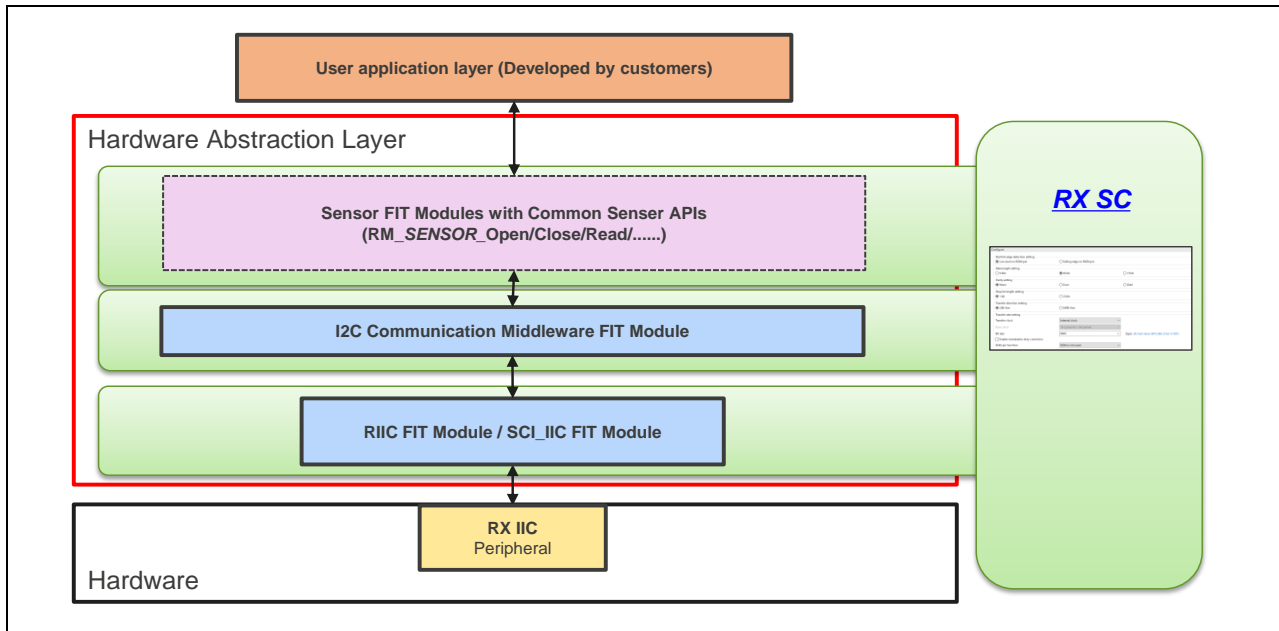 User application layer (Developed by customers)
Hardware Abstraction Layer
Sensor FIT Modules with Common Senser APIs
(RM_SENSOR_Open/Close/Read/......)
RX SC
I2C Communication Middleware FIT Module
RIIC FIT Module / SCI_IIC FIT Module
RX IIC
Peripheral
Hardware